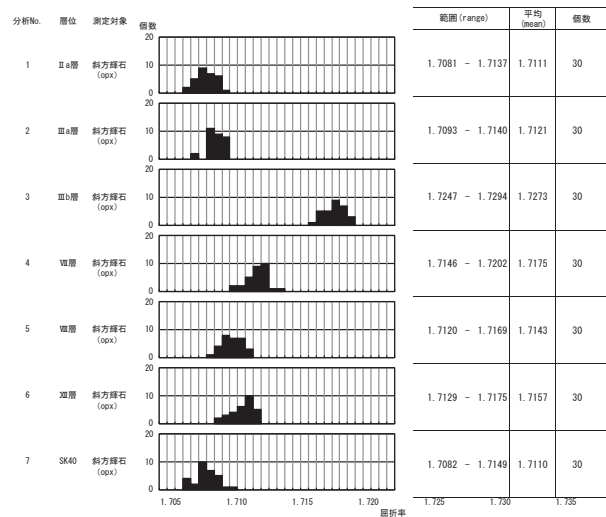 分析No. 層位 測定対象 個数 範囲(range) 平均(mean) 個数
20
1 Ⅱa層 斜方輝石 10 1.7081 - 1.7137 1.7111 30
(opx)
0
20
2 Ⅲa層 斜方輝石 10 1.7093 - 1.7140 1.7121 30
(opx)
0
20
3 Ⅲb層 斜方輝石 10 1.7247 - 1.7294 1.7273 30
(opx)
0
20
4 Ⅶ層 斜方輝石 10 1.7146 - 1.7202 1.7175 30
(opx)
0
20
5 Ⅷ層 斜方輝石 10 1.7120 - 1.7169 1.7143 30
(opx)
0
20
6 Ⅻ層 斜方輝石 10 1.7129 - 1.7175 1.7157 30
(opx)
0
20
7 SK40 斜方輝石 10 1.7082 - 1.7149 1.7110 30
(opx)
0
1.705 1.710 1.715 1.720 1.725 1.730 1.735
屈折率